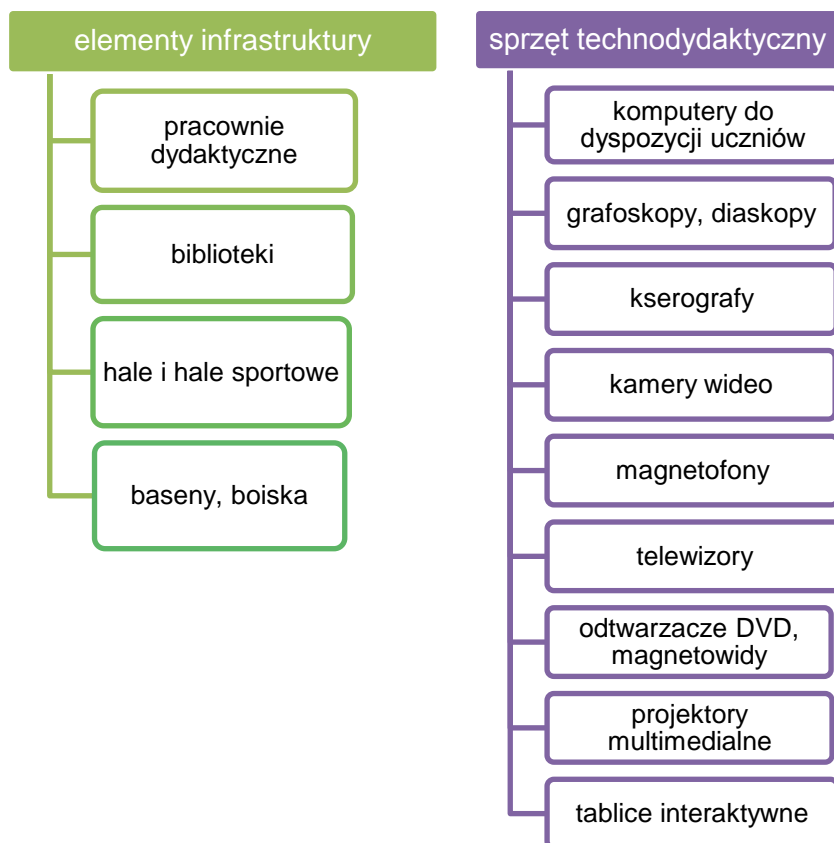 elementy infrastruktury
pracownie
dydaktyczne
biblioteki
hale i hale sportowe
baseny, boiska
sprzęt technodydaktyczny
komputery do
dyspozycji uczniów
grafoskopy, diaskopy
kserografy
kamery wideo
magnetofony
telewizory
odtwarzacze DVD,
magnetowidy
projektory
multimedialne
tablice interaktywne